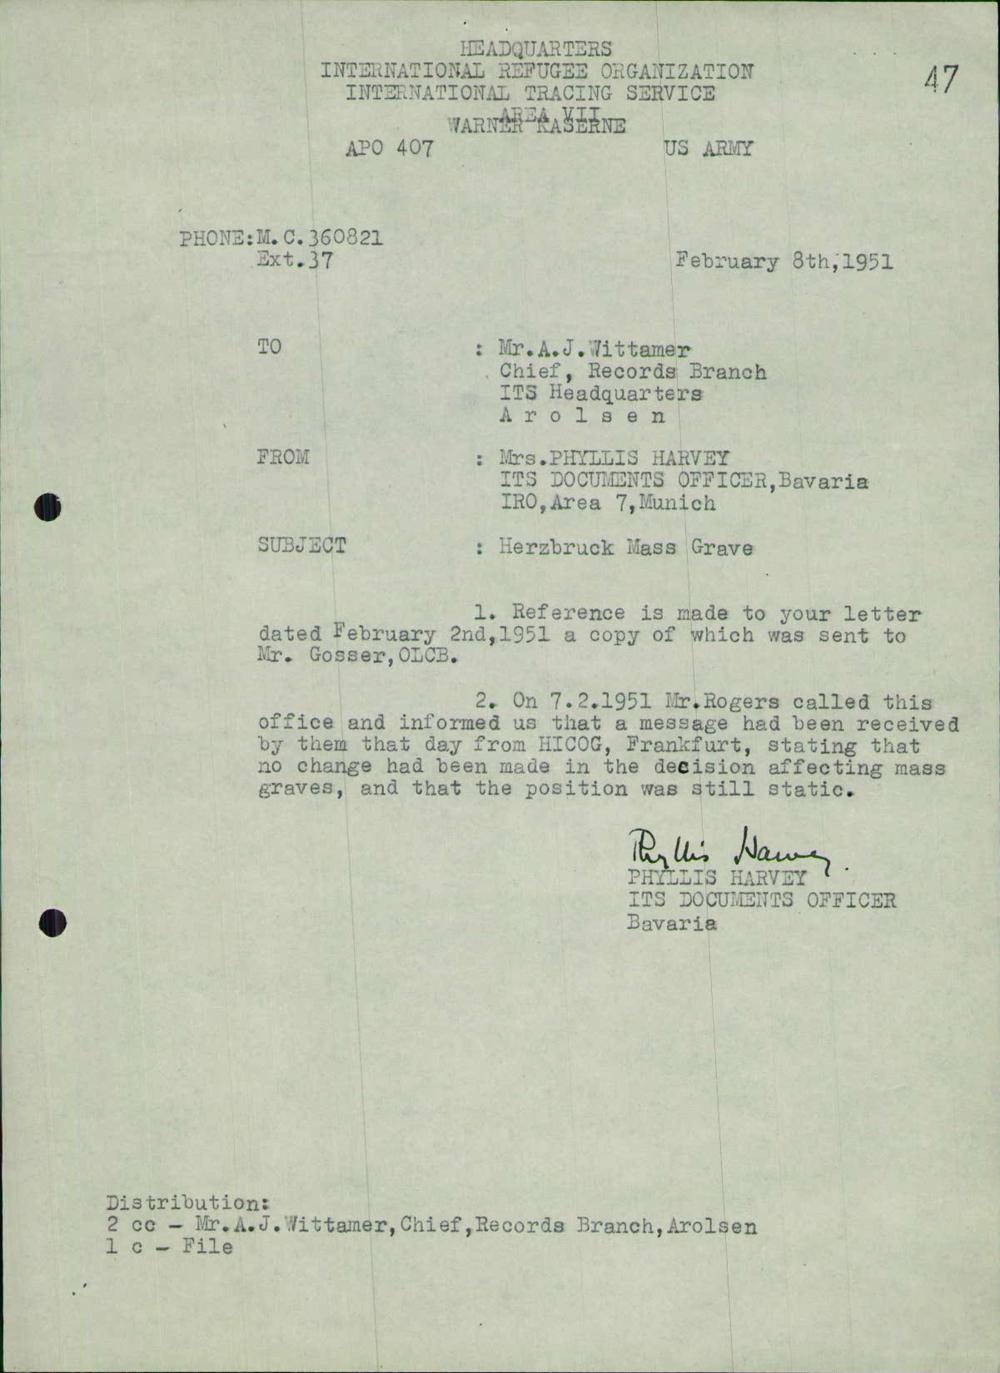 HEADQUARTERS
INTERNATIONAL REFUGEE ORGANIZATION
INTERNATIONAL TRACING SERVICE
47
AREA VII
WARNER KASERNE
APO 407 US ARMY
PHONE:M.C.360821
Ext.37
February 8th,1951
TO : Mr.A.J.Wittamer
Chief, Records Branch
ITS Headquarters
A r o l s e n
FROM : Mrs.PHYLLIS HARVEY
ITS DOCUMENTS OFFICER,Bavaria
IRO,Area 7,Munich
SUBJECT : Herzbruck Mass Grave
1. Reference is made to your letter
dated February 2nd,1951 a copy of which was sent to
Mr. Gosser,OLCB.
2. On 7.2.1951 Mr.Rogers called this
office and informed us that a message had been received
by them that day from HICOG, Frankfurt, stating that
no change had been made in the decision affecting mass
graves, and that the position was still static.
Phyllis Harvey
PHYLLIS HARVEY
ITS DOCUMENTS OFFICER
Bavaria
Distribution:
2 cc - Mr.A.J.Wittamer,Chief,Records Branch,Arolsen
1 c - File